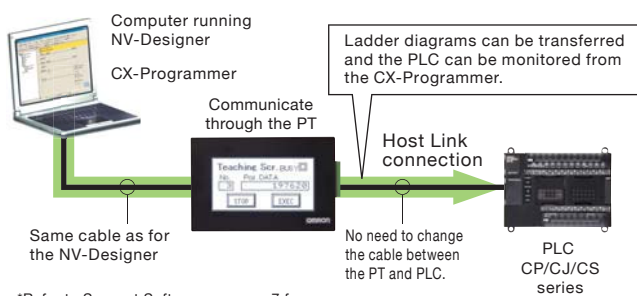 Computer running
NV-Designer
CX-Programmer
Ladder diagrams can be transferred
and the PLC can be monitored from
the CX-Programmer.
Communicate
through the PT
Host Link
connection
Teaching Scr. BUSY
No. Pos.DATA
3 197620
STOP EXEC
OMRON
Same cable as for
the NV-Designer
No need to change
the cable between
the PT and PLC.
PLC
CP/CJ/CS
series